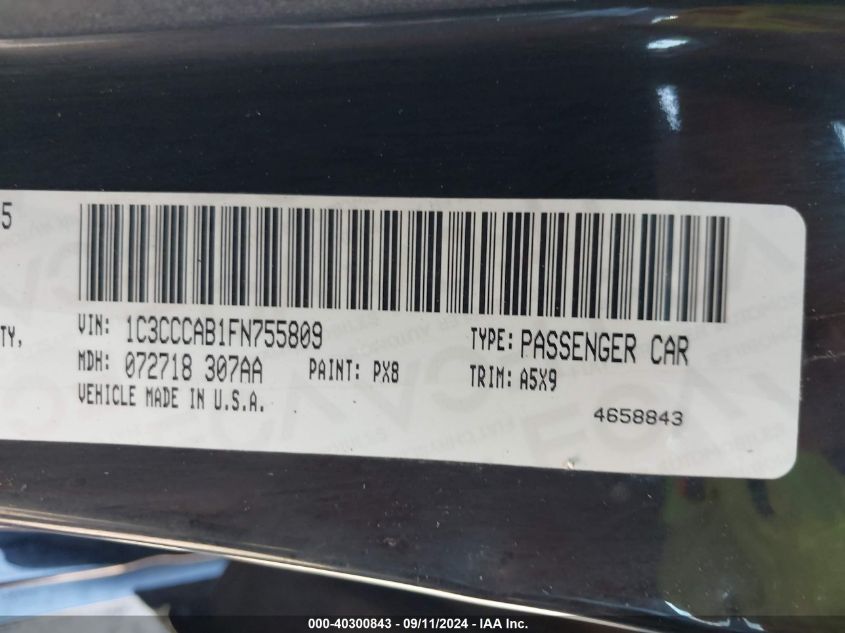 5
VIN: 1C3CCCAB1FN755809
TYPE: PASSENGER CAR
TY,
MDH: 072718 307AA
PAINT: PX8
TRIM: A5X9
VEHICLE MADE IN U.S.A.
4658843
000-40300843 - 09/11/2024 - IAA Inc.